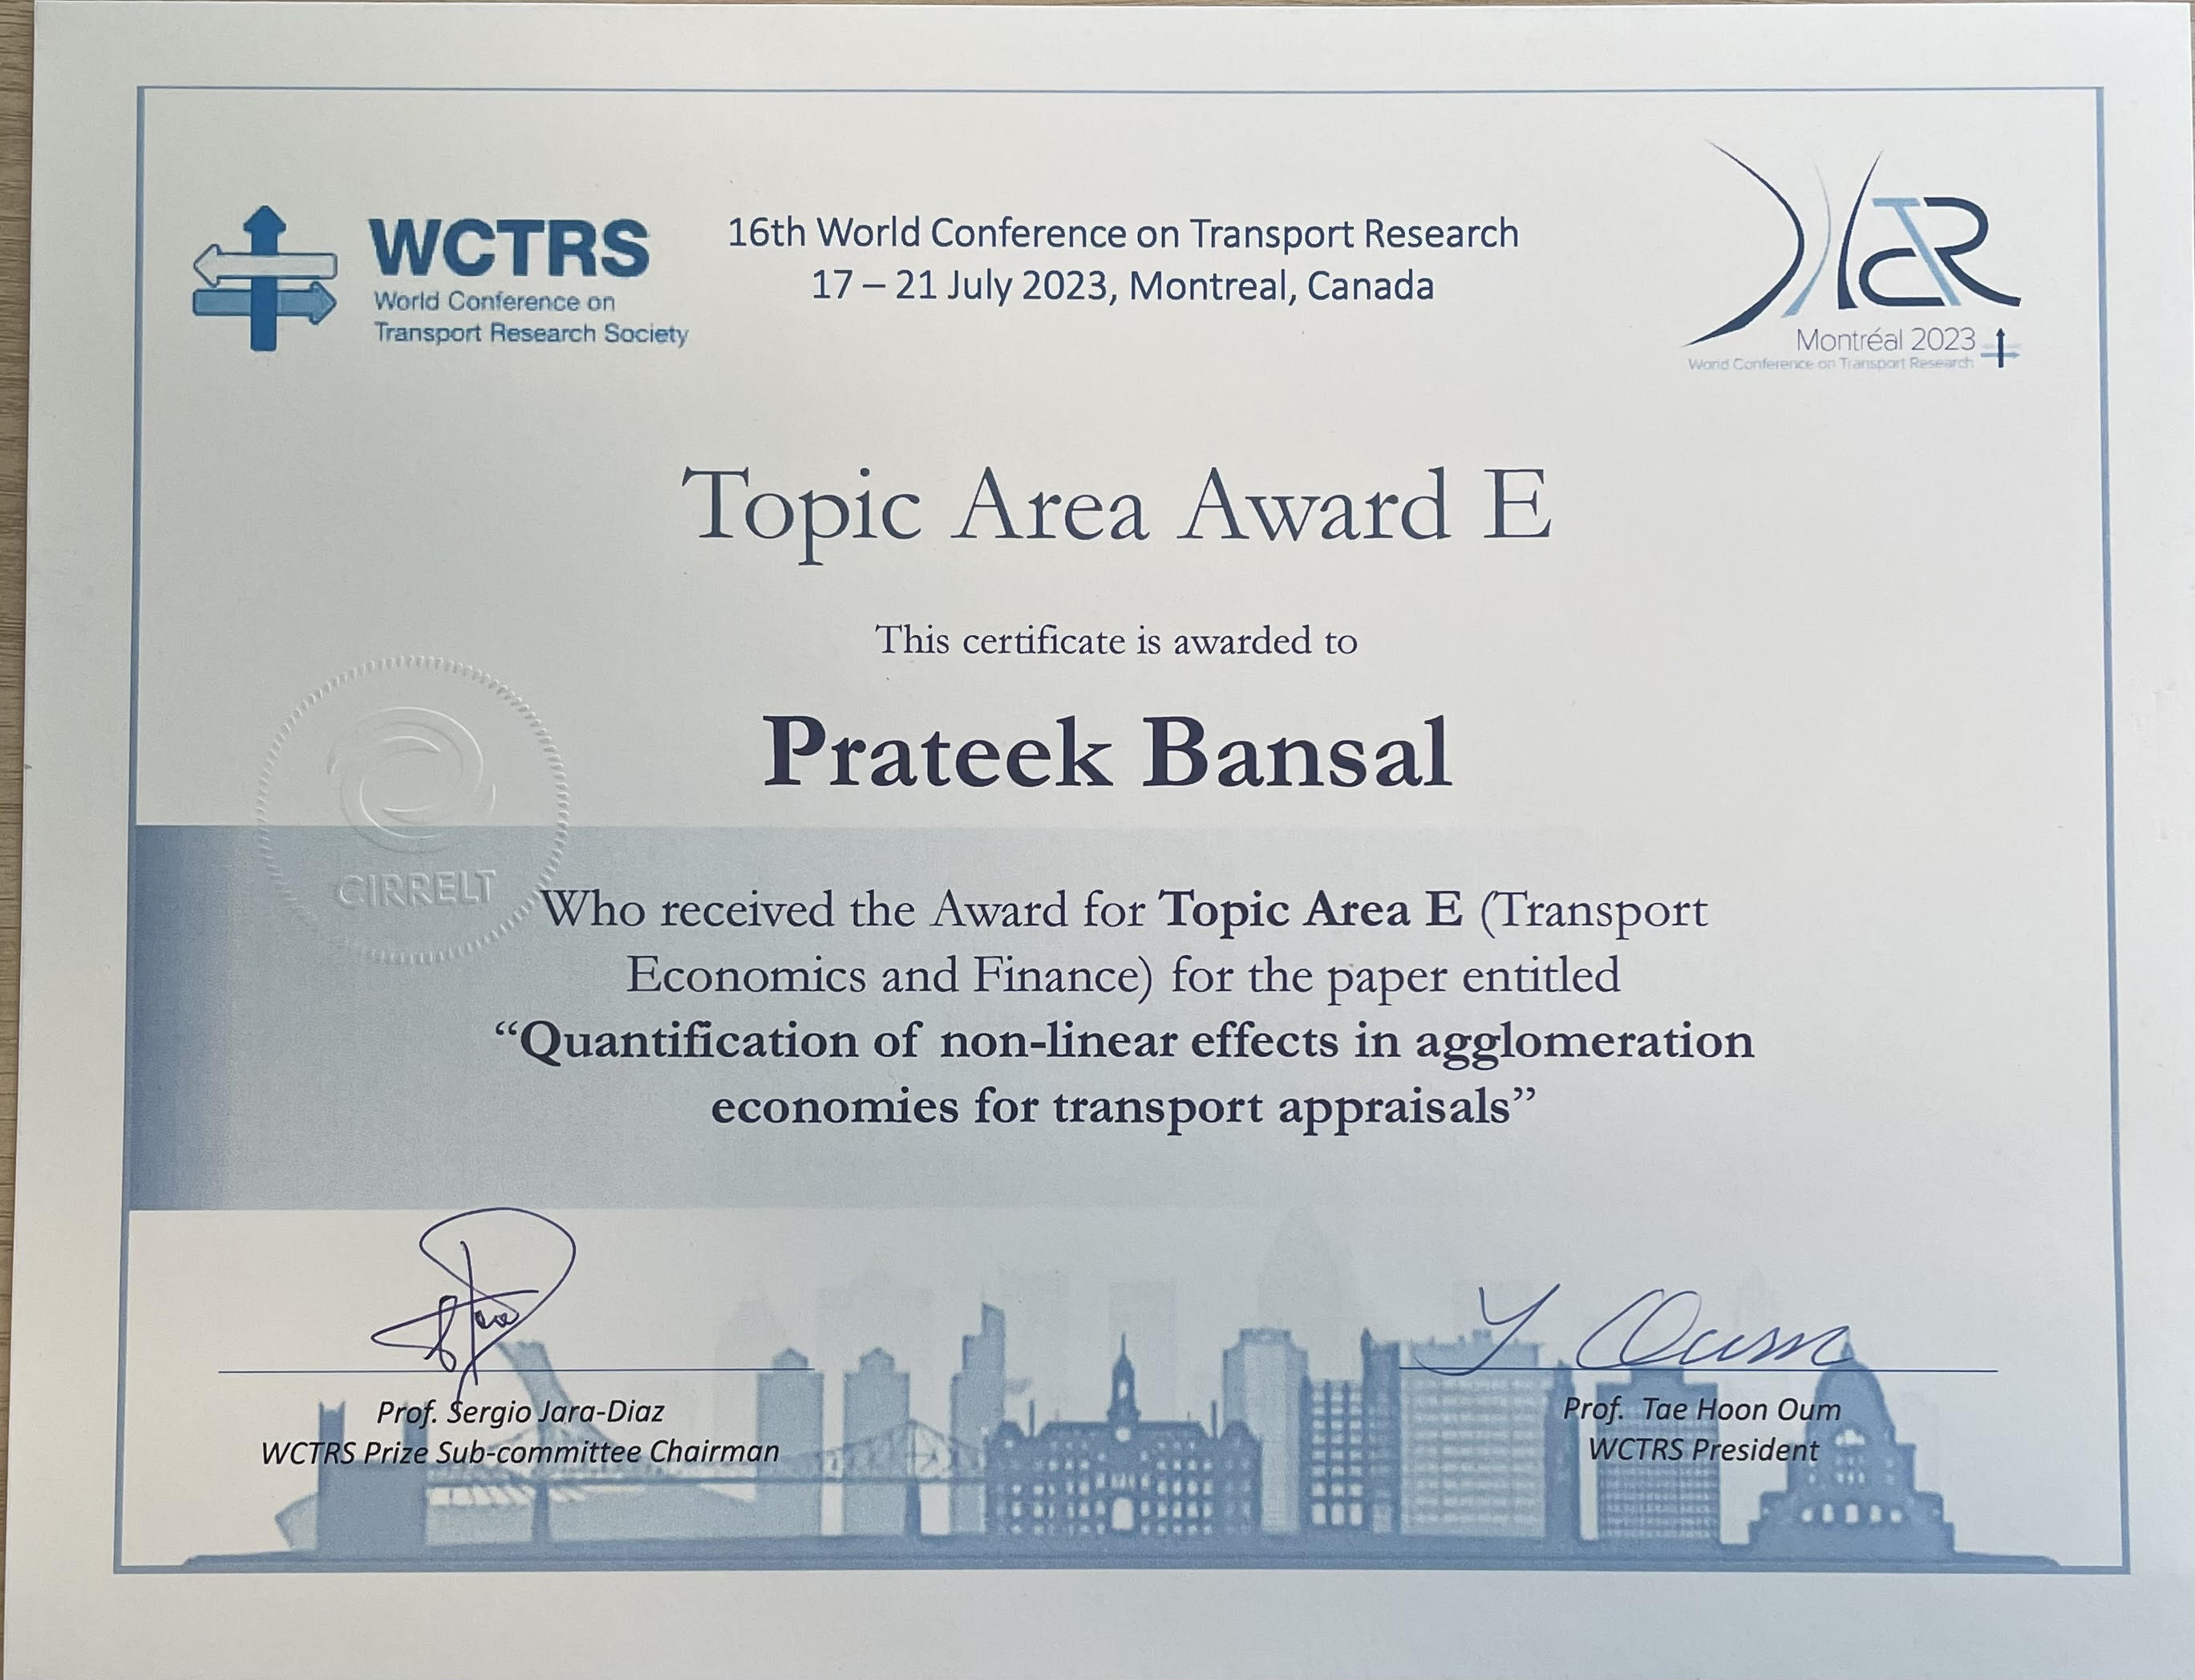 WCTRS
World Conference on
Transport Research Society
16th World Conference on Transport Research
17 – 21 July 2023, Montreal, Canada
WCTR
Montréal 2023
World Conference on Transport Research
Topic Area Award E
This certificate is awarded to
Prateek Bansal
CIRRELT
Who received the Award for Topic Area E (Transport
Economics and Finance) for the paper entitled
“Quantification of non-linear effects in agglomeration
economies for transport appraisals”
Y Oum
Prof. Sergio Jara-Diaz
WCTRS Prize Sub-committee Chairman
Prof. Tae Hoon Oum
WCTRS President